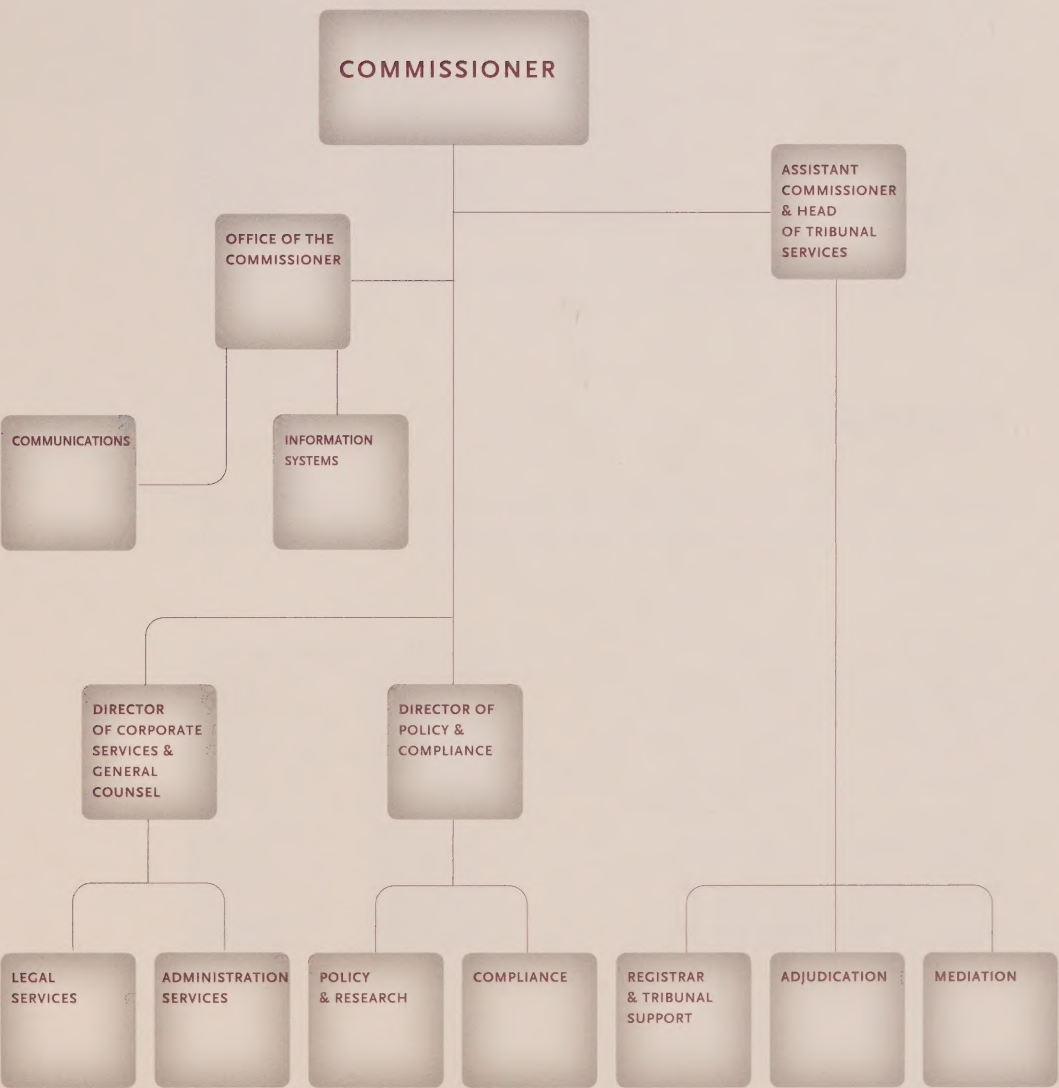 COMMISSIONER
ASSISTANT
COMMISSIONER
& HEAD
OF TRIBUNAL
SERVICES
OFFICE OF THE
COMMISSIONER
COMMUNICATIONS
INFORMATION
SYSTEMS
DIRECTOR
OF CORPORATE
SERVICES &
GENERAL
COUNSEL
DIRECTOR OF
POLICY &
COMPLIANCE
LEGAL
SERVICES
ADMINISTRATION
SERVICES
POLICY
& RESEARCH
COMPLIANCE
REGISTRAR
& TRIBUNAL
SUPPORT
ADJUDICATION
MEDIATION